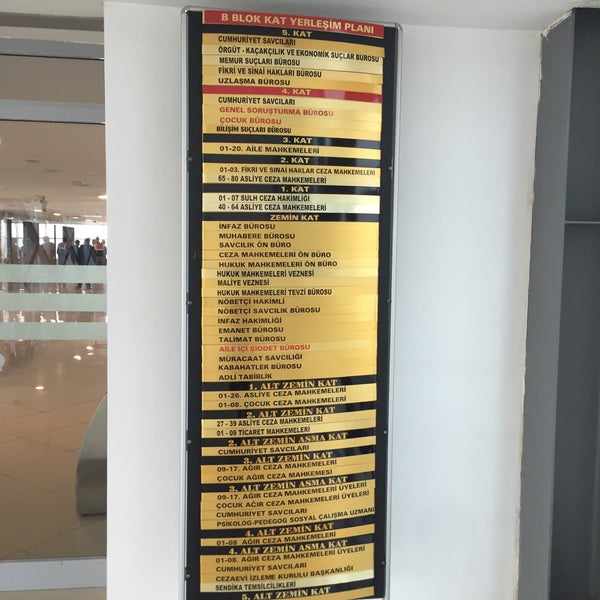 B BLOK KAT YERLEŞİM PLANI
5. KAT
CUMHURİYET SAVCILARI
ÖRGÜT - KAÇAKÇILIK VE EKONOMİK SUÇLAR BÜROSU
MEMUR SUÇLARI BÜROSU
FİKRİ VE SİNAİ HAKLARI BÜROSU
UZLAŞMA BÜROSU
4. KAT
CUMHURİYET SAVCILARI
GENEL SORUŞTURMA BÜROSU
ÇOCUK BÜROSU
BİLİŞİM SUÇLARI BÜROSU
3. KAT
01-20. AİLE MAHKEMELERİ
2. KAT
01-03. FİKRİ VE SINAİ HAKLAR CEZA MAHKEMELERİ
65 - 80 ASLİYE CEZA MAHKEMELERİ
1. KAT
01 - 07 SULH CEZA HAKİMLİĞİ
40 - 64 ASLİYE CEZA MAHKEMELERİ
ZEMİN KAT
İNFAZ BÜROSU
MUHABERE BÜROSU
SAVCILIK ÖN BÜRO
CEZA MAHKEMELERİ ÖN BÜRO
HUKUK MAHKEMELERİ ÖN BÜRO
HUKUK MAHKEMELERİ VEZNESİ
MALİYE VEZNESİ
HUKUK MAHKEMELERİ TEVZİ BÜROSU
NÖBETÇİ HAKİMLİ
NÖBETÇİ SAVCILIK BÜROSU
İNFAZ HAKİMLİĞİ
EMANET BÜROSU
TALİMAT BÜROSU
AİLE İÇİ ŞİDDET BÜROSU
MÜRACAAT SAVCILIĞI
KABAHATLER BÜROSU
ADLİ TABİBLİK
1. ALT ZEMİN KAT
01-26. ASLİYE CEZA MAHKEMELERİ
01-08. ÇOCUK CEZA MAHKEMELERİ
2. ALT ZEMİN KAT
27 - 39 ASLİYE CEZA MAHKEMELERİ
01 - 09 TİCARET MAHKEMELERİ
2. ALT ZEMİN ASMA KAT
CUMHURİYET SAVCILARI
3. ALT ZEMİN KAT
09-17. AĞIR CEZA MAHKEMELERİ
ÇOCUK AĞIR CEZA MAHKEMESİ
3. ALT ZEMİN ASMA KAT
09-17. AĞIR CEZA MAHKEMELERİ ÜYELERİ
ÇOCUK AĞIR CEZA MAHKEMELERİ ÜYELERİ
CUMHURİYET SAVCILARI
PSİKOLOG-PEDEGOG SOSYAL ÇALIŞMA UZMANI
4. ALT ZEMİN KAT
01-08 AĞIR CEZA MAHKEMELERİ
4. ALT ZEMİN ASMA KAT
01-08. AĞIR CEZA MAHKEMELERİ ÜYELERİ
CUMHURİYET SAVCILARI
CEZAEVİ İZLEME KURULU BAŞKANLIĞI
SENDİKA TEMSİLCİLİKLERİ
5. ALT ZEMİN KAT